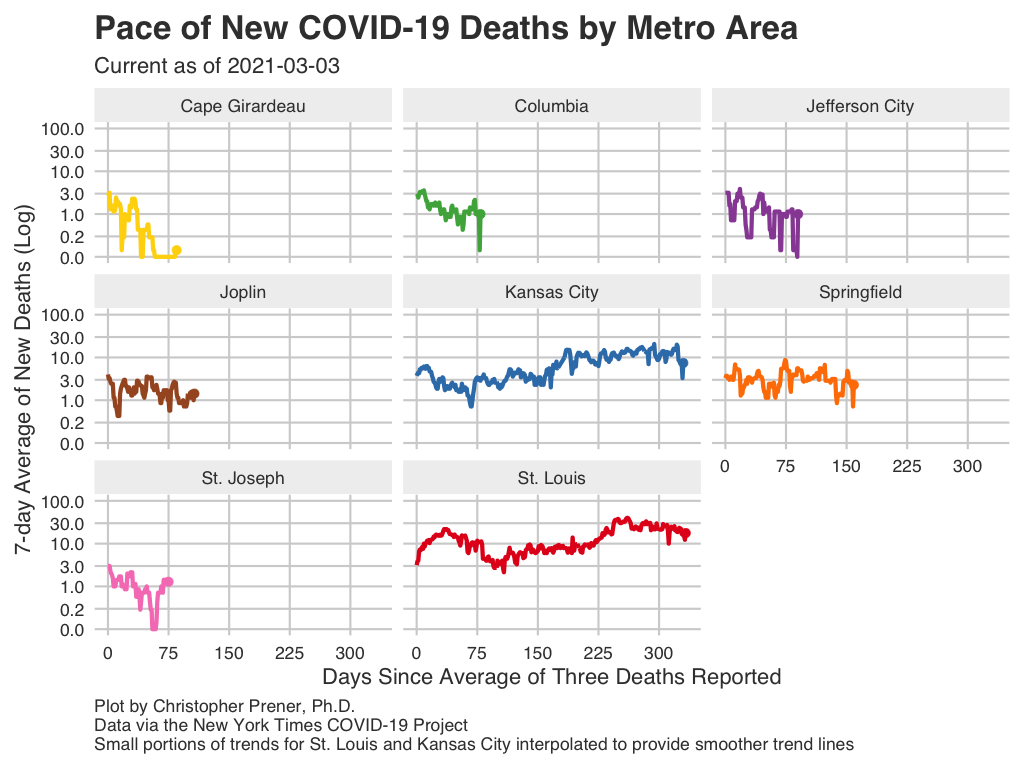 Pace of New COVID-19 Deaths by Metro Area
Current as of 2021-03-03
Cape Girardeau
Columbia
Jefferson City
100.0
30.0
10.0
3.0
1.0
0.2
0.0
Joplin
Kansas City
Springfield
100.0
30.0
10.0
3.0
1.0
0.2
0.0
0 75 150 225 300
St. Joseph
St. Louis
100.0
30.0
10.0
3.0
1.0
0.2
0.0
0 75 150 225 300
0 75 150 225 300
7-day Average of New Deaths (Log)
Days Since Average of Three Deaths Reported
Plot by Christopher Prener, Ph.D.
Data via the New York Times COVID-19 Project
Small portions of trends for St. Louis and Kansas City interpolated to provide smoother trend lines